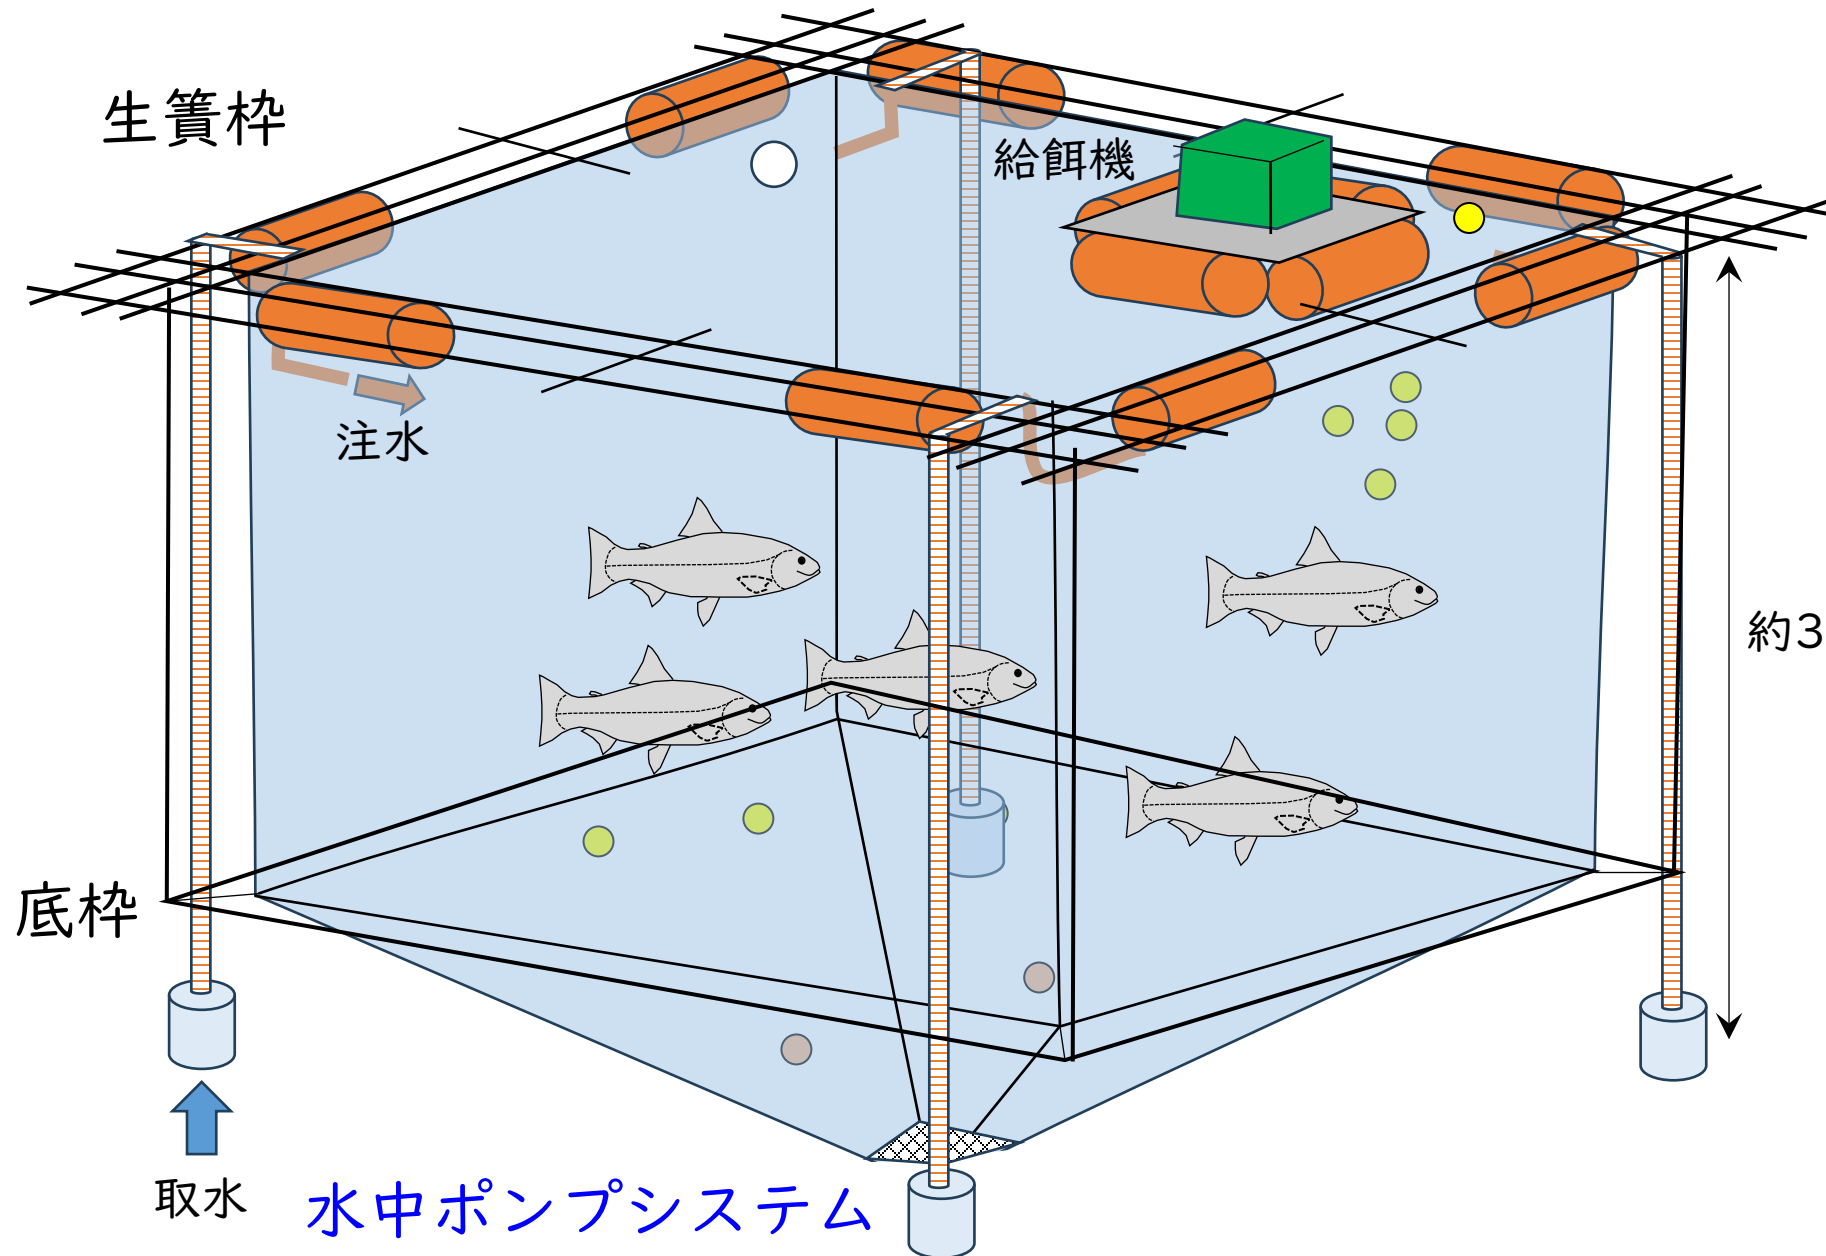 生簀枠
給餌機
注水
約3
底枠
取水
水中ポンプシステム